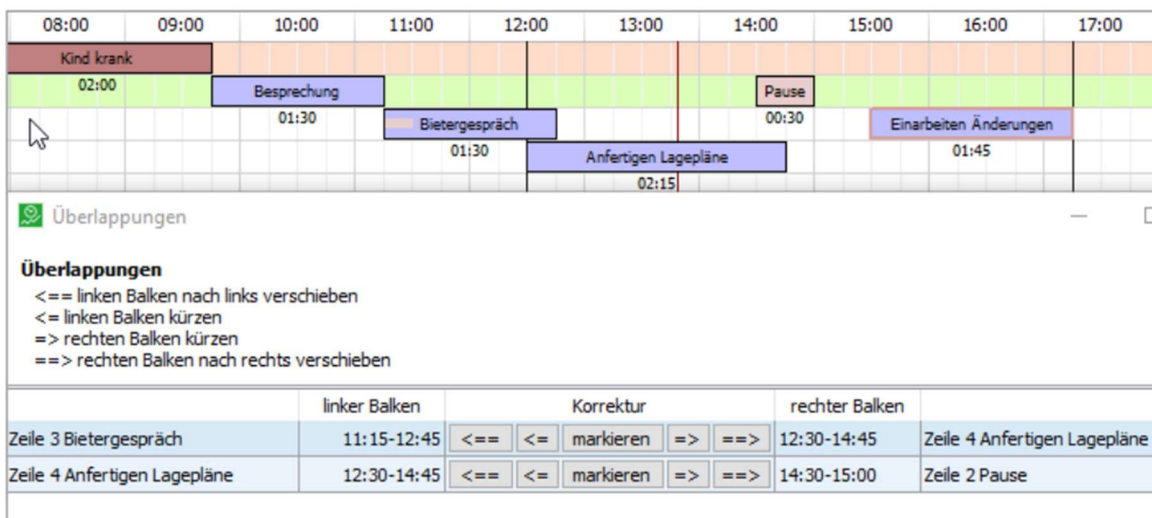 08:00 09:00 10:00 11:00 12:00 13:00 14:00 15:00 16:00 17:00
Kind krank
02:00 Besprechung Pause
01:30 Bietergespräch 00:30 Einarbeiten Änderungen
01:30 Anfertigen Lagepläne 01:45
02:15
Überlappungen
Überlappungen
<== linken Balken nach links verschieben
<= linken Balken kürzen
=> rechten Balken kürzen
==> rechten Balken nach rechts verschieben
linker Balken Korrektur rechter Balken
Zeile 3 Bietergespräch 11:15-12:45 <== <= markieren => ==> 12:30-14:45 Zeile 4 Anfertigen Lagepläne
Zeile 4 Anfertigen Lagepläne 12:30-14:45 <== <= markieren => ==> 14:30-15:00 Zeile 2 Pause